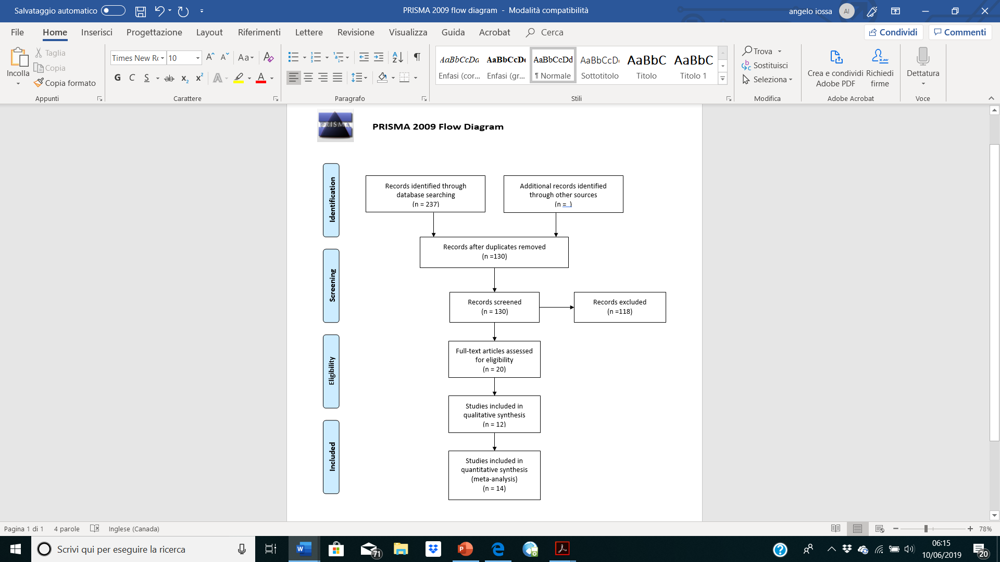 Salvataggio automatico
PRISMA 2009 flow diagram - Modalità compatibilità
angelo iossa
AI
File
Home
Inserisci
Progettazione
Layout
Riferimenti
Lettere
Revisione
Visualizza
Guida
Acrobat
Cerca
Condividi
Commenti
Incolla
Taglia
Copia
Copia formato
Appunti
Times New Rc
10
Aa
G C S ab x₂ x² A A
Carattere
Paragrafo
AaBbCcDd AaBbCcDd AaBbCcDd AaBbCcD AaBbC AaBbC
Enfasi (cor... Enfasi (gr... ¶ Normale Sottotitolo Titolo Titolo 1
Stili
Trova
Sostituisci
Seleziona
Modifica
Crea e condividi
Adobe PDF
Richiedi
firme
Adobe Acrobat
Dettatura
Voce
PRISMA
PRISMA 2009 Flow Diagram
Identification
Records identified through
database searching
(n = 237)
Additional records identified
through other sources
(n = )
Records after duplicates removed
(n =130)
Screening
Records screened
(n = 130)
Records excluded
(n =118)
Eligibility
Full-text articles assessed
for eligibility
(n = 20)
Studies included in
qualitative synthesis
(n = 12)
Included
Studies included in
quantitative synthesis
(meta-analysis)
(n = 14)
Pagina 1 di 1
4 parole
Inglese (Canada)
78%
Scrivi qui per eseguire la ricerca
71
06:15
10/06/2019
20